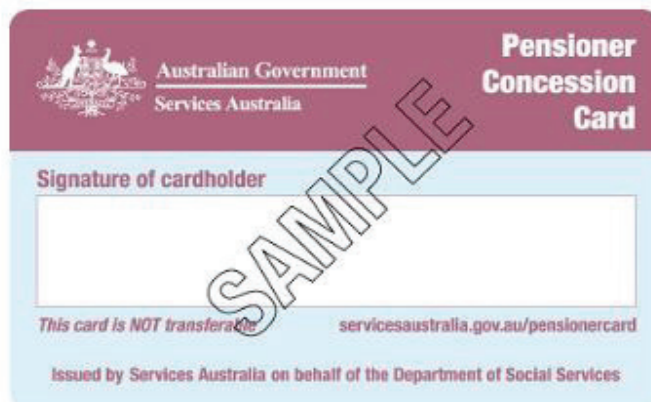 Australian Government
Services Australia
Pensioner
Concession
Card
Signature of cardholder
SAMPLE
This card is NOT transferable
servicesaustralia.gov.au/pensionercard
Issued by Services Australia on behalf of the Department of Social Services